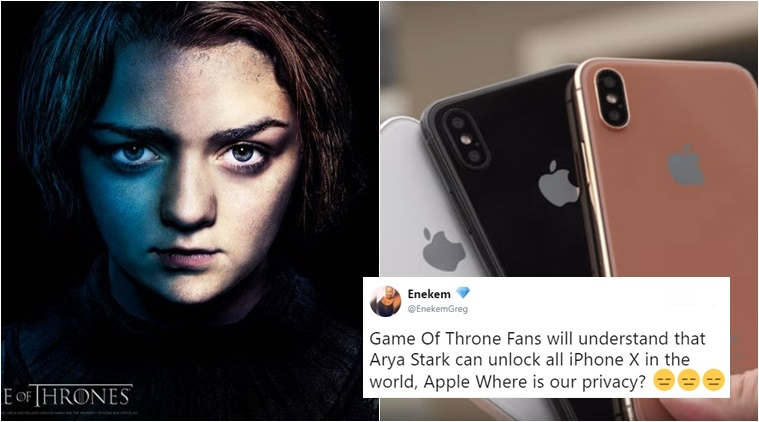 E OF THRONES
Enekem
@EnekemGreg
Game Of Throne Fans will understand that
Arya Stark can unlock all iPhone X in the
world, Apple Where is our privacy? 😑😑😑